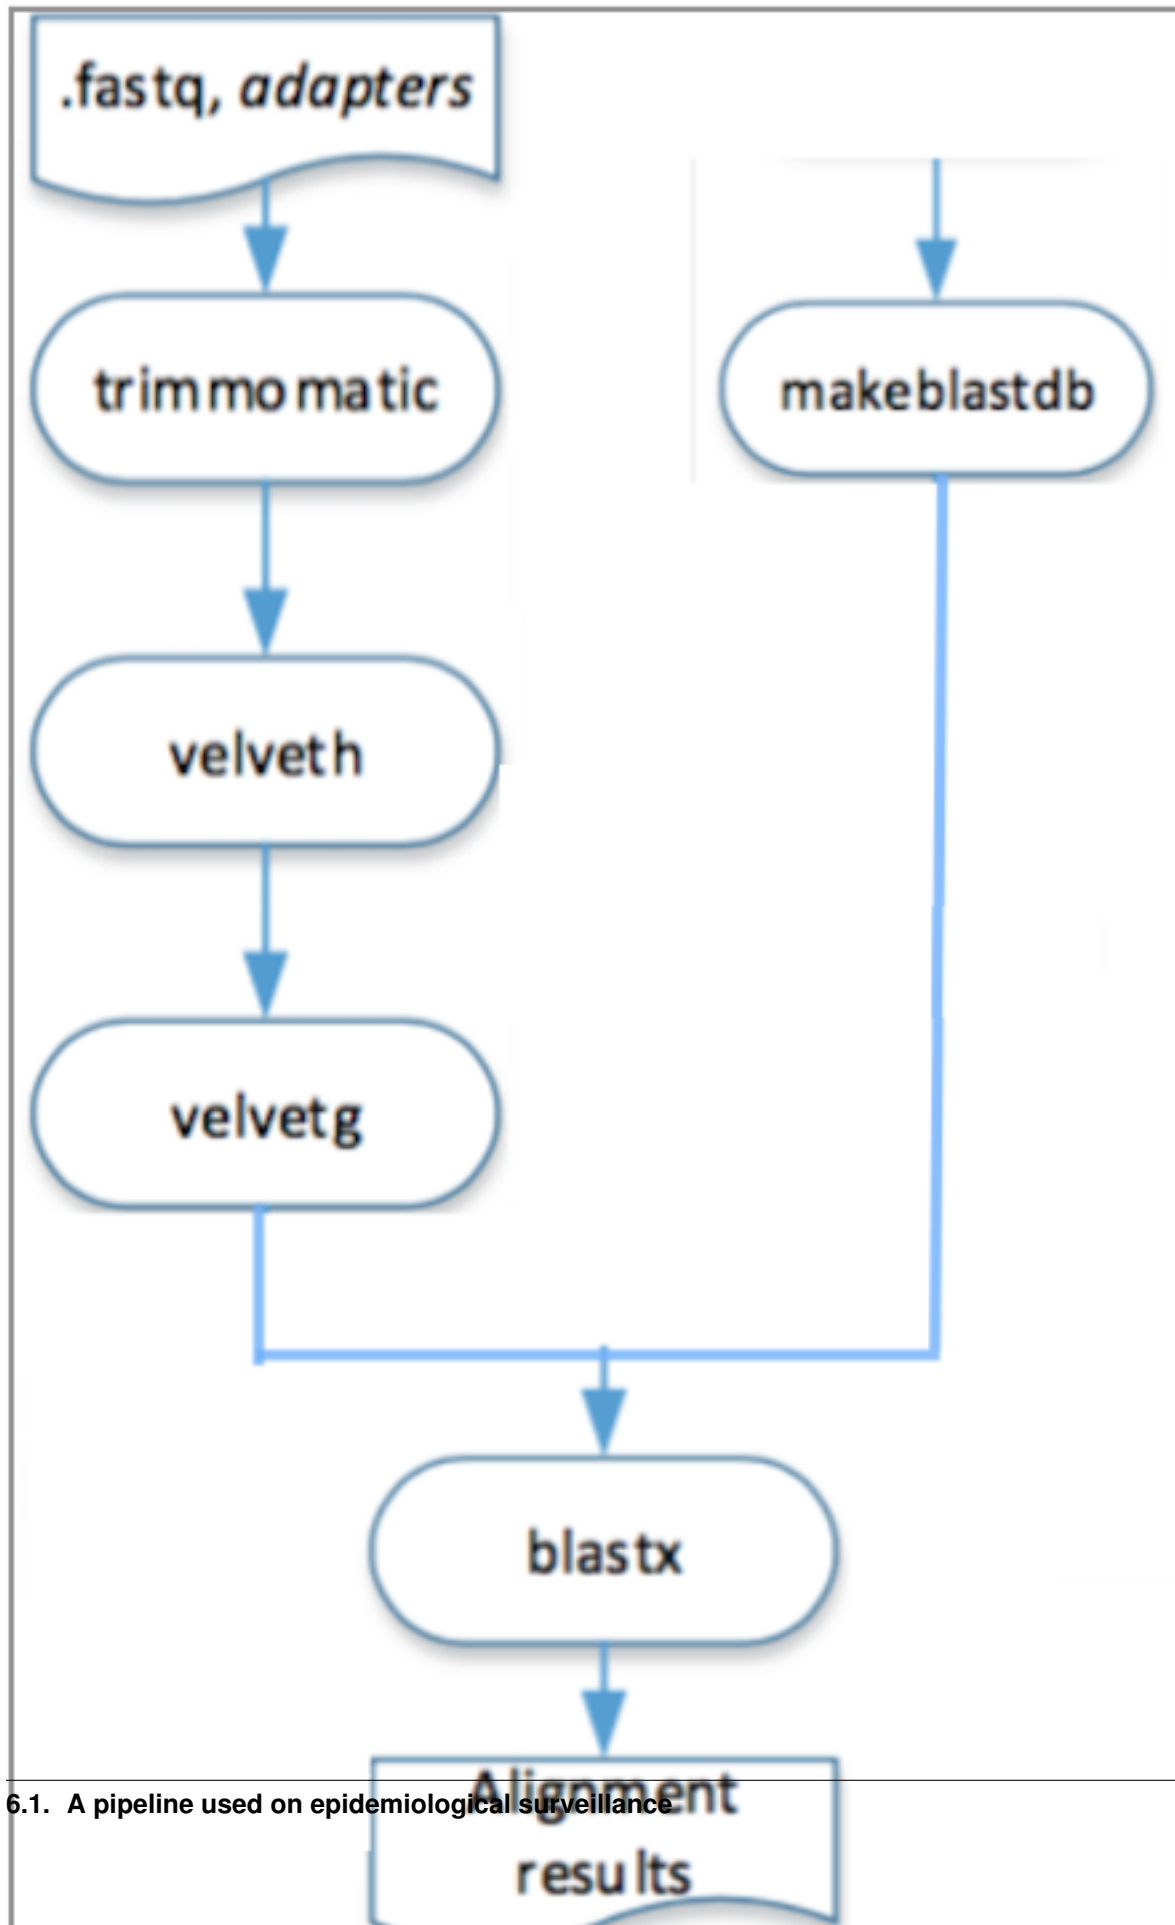 .fastq, adapters
trimmomatic
makeblastdb
velveth
velvetg
blastx
Alignment
6.1. A pipeline used on epidemiological surveillance
results